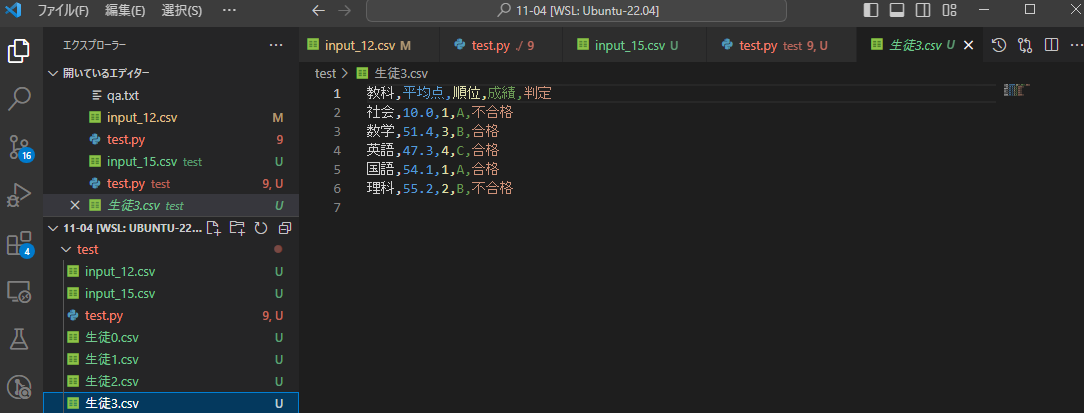 ファイル(F) 編集(E) 選択(S) … 11-04 [WSL: Ubuntu-22.04]
エクスプローラー …
input_12.csv M test.py ./ 9 input_15.csv U test.py test 9, U 生徒3.csv U
開いているエディター
qa.txt
input_12.csv M
test.py 9
input_15.csv test U
test.py test 9, U
生徒3.csv test U
11-04 [WSL: UBUNTU-22...
test
input_12.csv U
input_15.csv U
test.py 9, U
生徒0.csv U
生徒1.csv U
生徒2.csv U
生徒3.csv U
16
4
test > 生徒3.csv
1 教科,平均点,順位,成績,判定
2 社会,10.0,1,A,不合格
3 数学,51.4,3,B,合格
4 英語,47.3,4,C,合格
5 国語,54.1,1,A,合格
6 理科,55.2,2,B,不合格
7